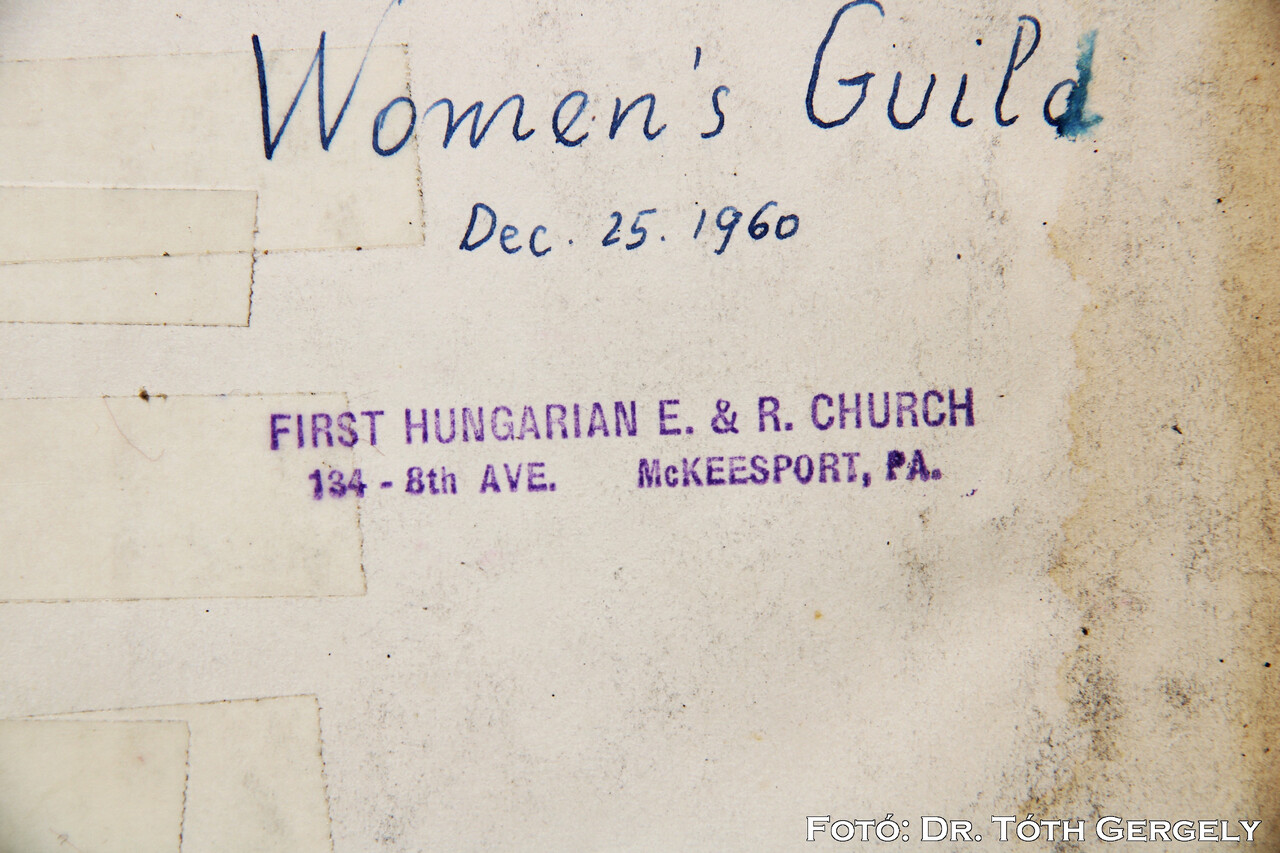 Women's Guild
Dec. 25. 1960
FIRST HUNGARIAN E. & R. CHURCH
134 - 8th AVE. McKEESPORT, PA.
FOTÓ: DR. TÓTH GERGELY